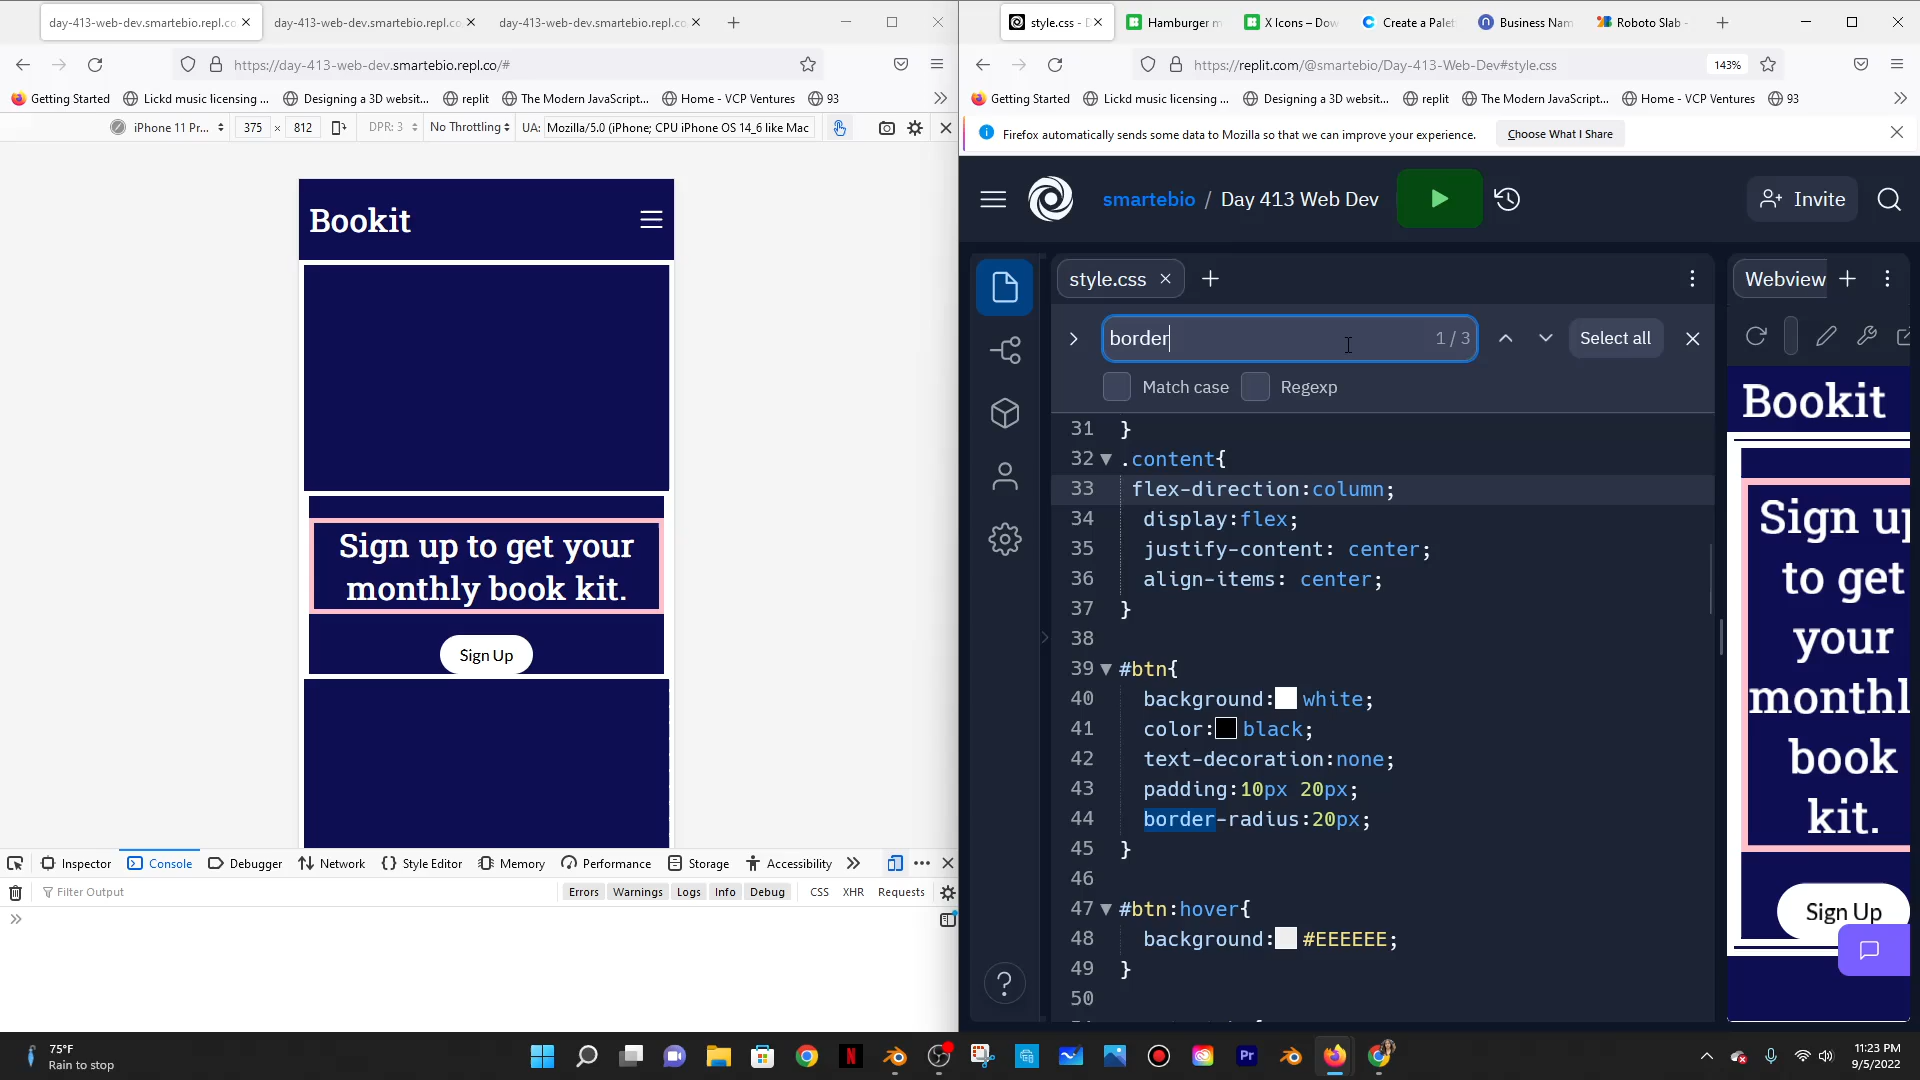 day-413-web-dev.smartebio.repl.co
day-413-web-dev.smartebio.repl.co
day-413-web-dev.smartebio.repl.co
https://day-413-web-dev.smartebio.repl.co/#
Getting Started
Lickd music licensing ...
Designing a 3D websit...
replit
The Modern JavaScript...
Home - VCP Ventures
93
iPhone 11 Pr...
375 × 812
DPR: 3
No Throttling
UA: Mozilla/5.0 (iPhone; CPU iPhone OS 14_6 like Mac
Bookit
Sign up to get your
monthly book kit.
Sign Up
Inspector
Console
Debugger
Network
Style Editor
Memory
Performance
Storage
Accessibility
Filter Output
Errors
Warnings
Logs
Info
Debug
CSS
XHR
Requests
style.css - D
Hamburger m
X Icons – Dow
Create a Palet
Business Nam
Roboto Slab -
https://replit.com/@smartebio/Day-413-Web-Dev#style.css
143%
Getting Started
Lickd music licensing ...
Designing a 3D websit...
replit
The Modern JavaScript...
Home - VCP Ventures
93
Firefox automatically sends some data to Mozilla so that we can improve your experience.
Choose What I Share
smartebio / Day 413 Web Dev
Invite
style.css
border
1 / 3
Select all
Match case
Regexp
31 }
32 .content{
33 flex-direction:column;
34 display:flex;
35 justify-content: center;
36 align-items: center;
37 }
38
39 #btn{
40 background: white;
41 color: black;
42 text-decoration:none;
43 padding:10px 20px;
44 border-radius:20px;
45 }
46
47 #btn:hover{
48 background: #EEEEEE;
49 }
50
Webview
Bookit
Sign up
to get
your
monthl
book
kit.
Sign Up
75°F
Rain to stop
11:23 PM
9/5/2022